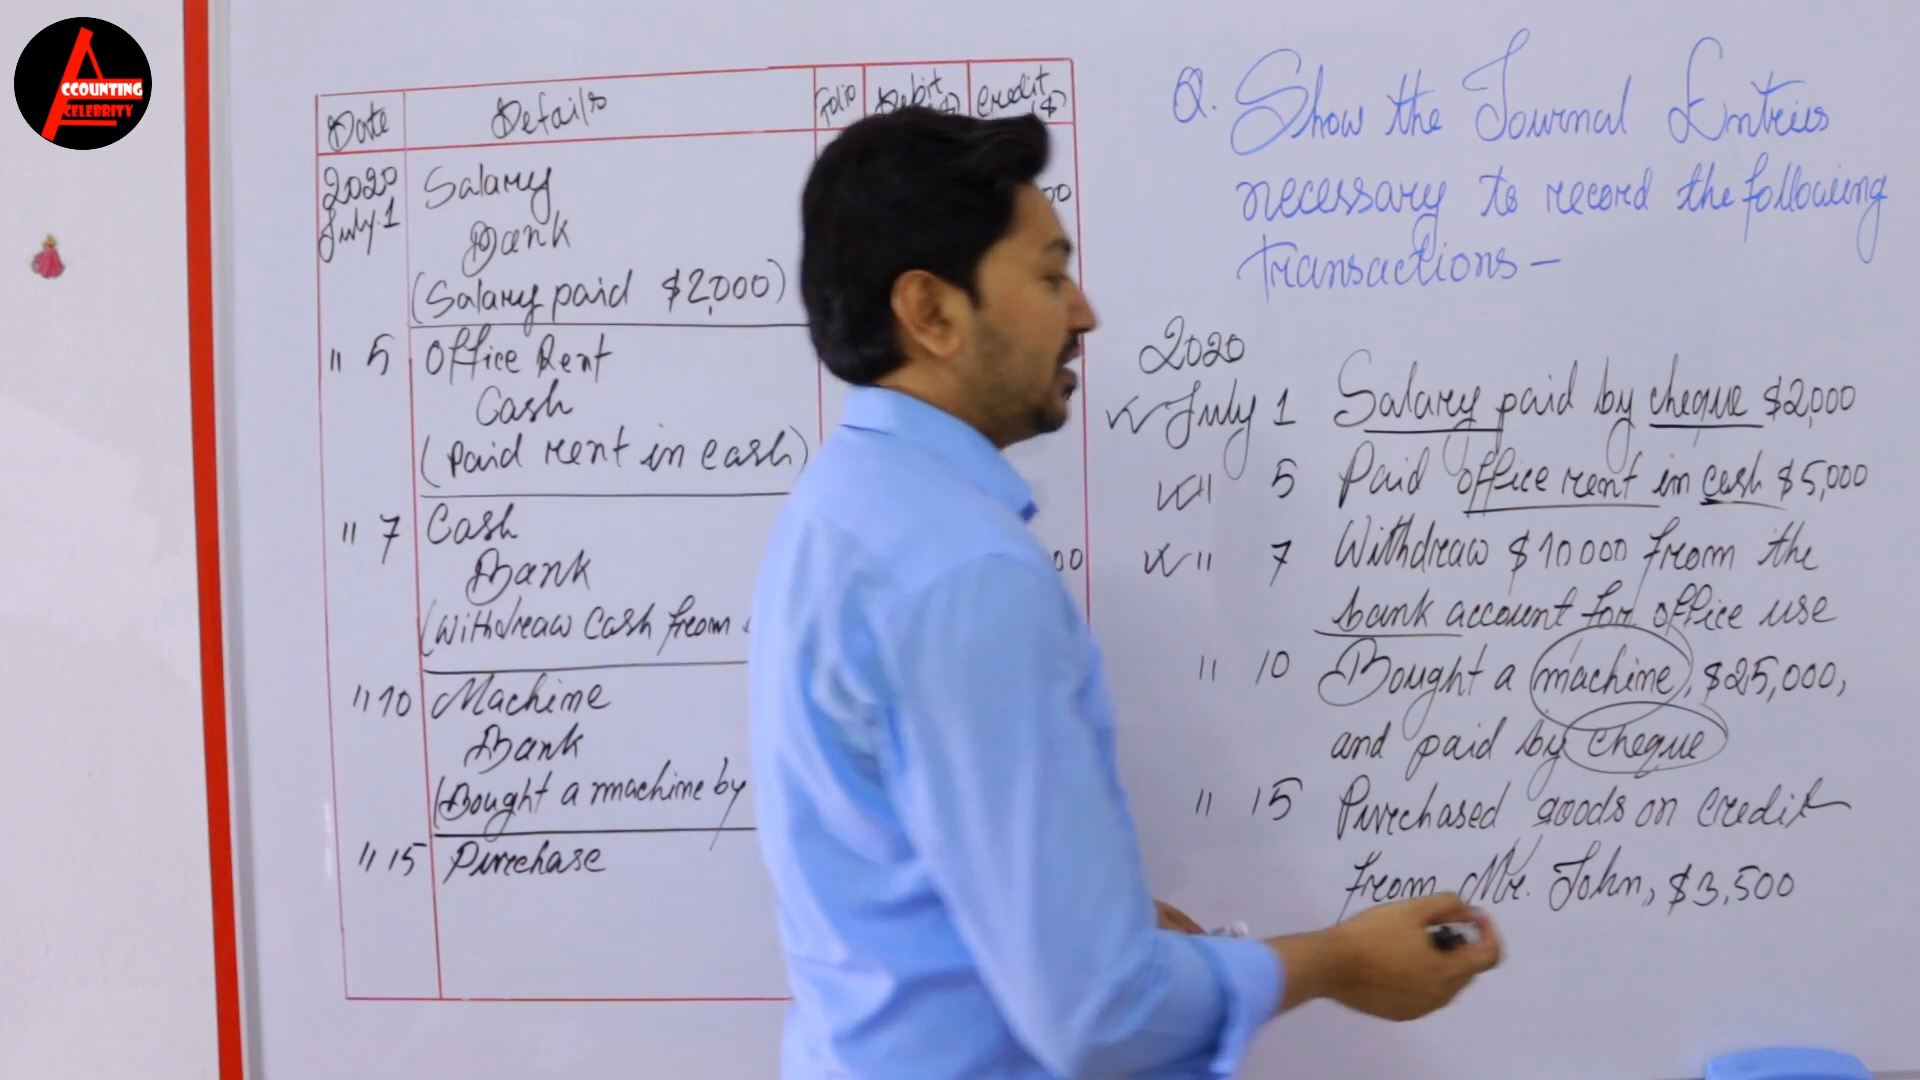 ACCOUNTING
CELEBRITY
Date Details Folio Debit ($) Credit ($)
2020
July. 1 Salary
Bank 00
(Salary paid $2,000)
" 5 Office Rent
Cash
(Paid rent in cash)
" 7 Cash
Bank 00
(Withdraw cash from
" 10 Machine
Bank
(Bought a machine by
" 15 Purchase
Q. Show the Journal Entries
necessary to record the following
transactions –
2020
July 1 Salary paid by cheque $2,000
" 5 Paid office rent in cash $5,000
" 7 Withdraw $10000 from the
bank account for office use
" 10 Bought a machine, $25,000,
and paid by cheque
" 15 Purchased goods on credit
from Mr. John, $3,500